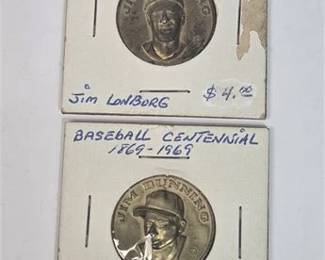 JIM LONBORG $4.00
BASEBALL CENTENNIAL
1869-1969
JIM BUNNING